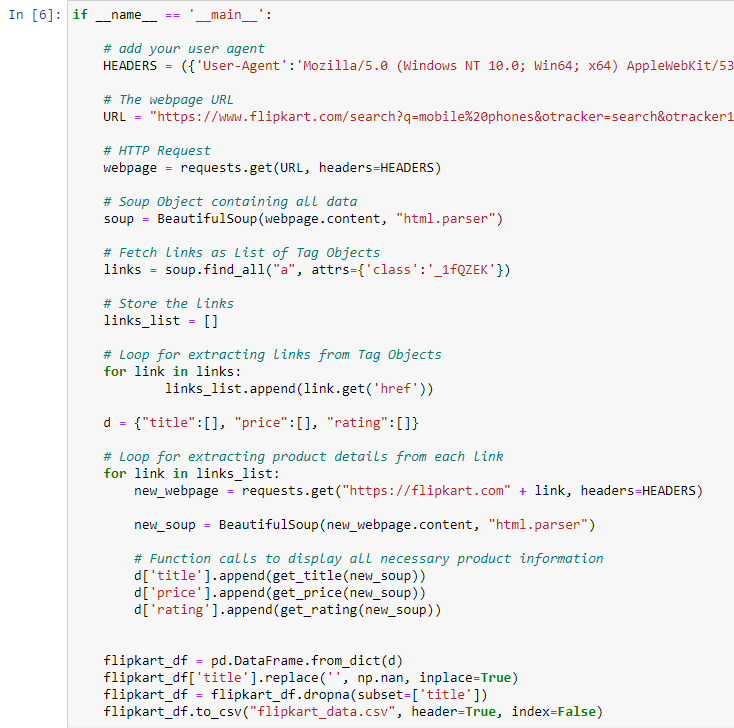 In [6]: if __name__ == '__main__':
# add your user agent
HEADERS = ({'User-Agent':'Mozilla/5.0 (Windows NT 10.0; Win64; x64) AppleWebKit/53
# The webpage URL
URL = "https://www.flipkart.com/search?q=mobile%20phones&otracker=search&otracker1
# HTTP Request
webpage = requests.get(URL, headers=HEADERS)
# Soup Object containing all data
soup = BeautifulSoup(webpage.content, "html.parser")
# Fetch links as List of Tag Objects
links = soup.find_all("a", attrs={'class':'_1fQZEK'})
# Store the links
links_list = []
# Loop for extracting links from Tag Objects
for link in links:
links_list.append(link.get('href'))
d = {"title":[], "price":[], "rating":[]}
# Loop for extracting product details from each link
for link in links_list:
new_webpage = requests.get("https://flipkart.com" + link, headers=HEADERS)
new_soup = BeautifulSoup(new_webpage.content, "html.parser")
# Function calls to display all necessary product information
d['title'].append(get_title(new_soup))
d['price'].append(get_price(new_soup))
d['rating'].append(get_rating(new_soup))
flipkart_df = pd.DataFrame.from_dict(d)
flipkart_df['title'].replace('', np.nan, inplace=True)
flipkart_df = flipkart_df.dropna(subset=['title'])
flipkart_df.to_csv("flipkart_data.csv", header=True, index=False)